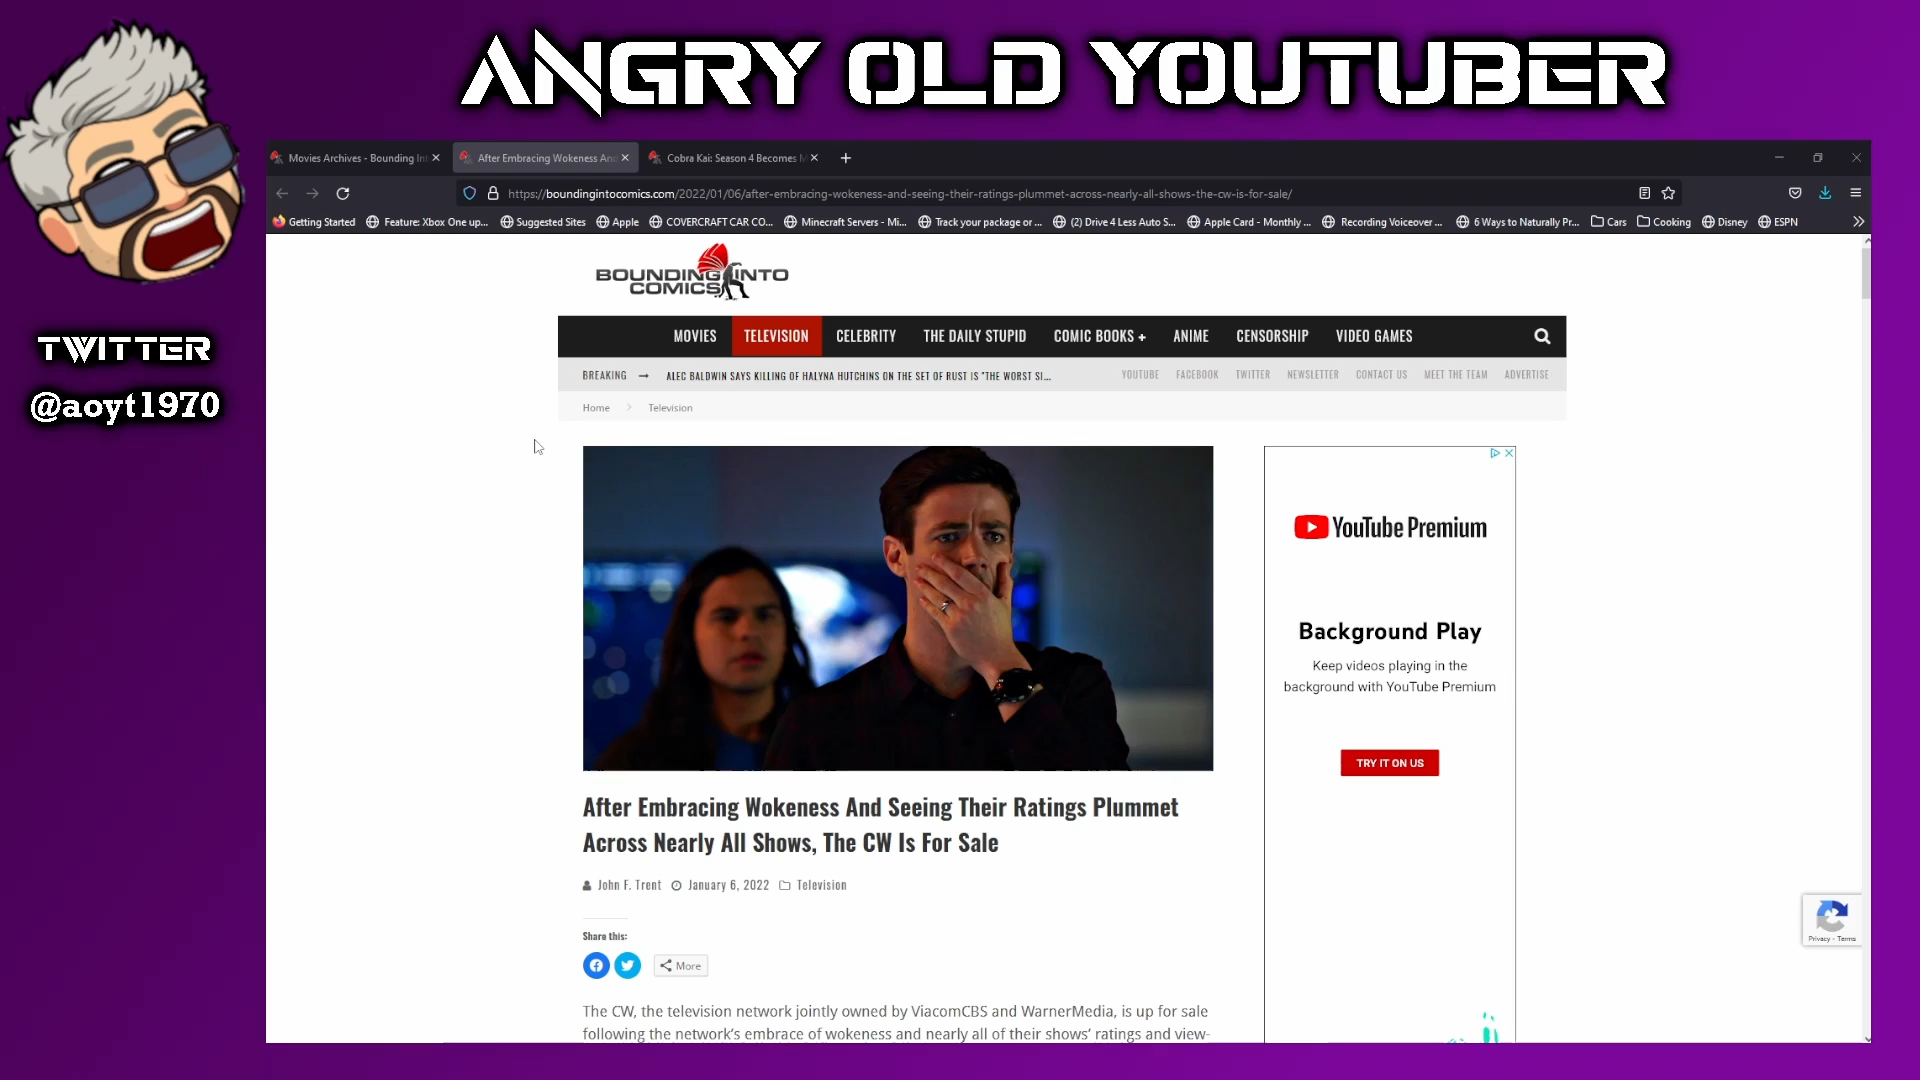 ANGRY OLD YOUTUBER
TWITTER
@aoyt1970
Movies Archives - Bounding Int
After Embracing Wokeness And
Cobra Kai: Season 4 Becomes M
https://boundingintocomics.com/2022/01/06/after-embracing-wokeness-and-seeing-their-ratings-plummet-across-nearly-all-shows-the-cw-is-for-sale/
Getting Started Feature: Xbox One up... Suggested Sites Apple COVERCRAFT CAR CO... Minecraft Servers - Mi... Track your package or ... (2) Drive 4 Less Auto S... Apple Card - Monthly ... Recording Voiceover ... 6 Ways to Naturally Pr... Cars Cooking Disney ESPN
BOUNDING INTO
COMICS
MOVIES TELEVISION CELEBRITY THE DAILY STUPID COMIC BOOKS + ANIME CENSORSHIP VIDEO GAMES
BREAKING → ALEC BALDWIN SAYS KILLING OF HALYNA HUTCHINS ON THE SET OF RUST IS "THE WORST SI... YOUTUBE FACEBOOK TWITTER NEWSLETTER CONTACT US MEET THE TEAM ADVERTISE
Home > Television
YouTube Premium
Background Play
Keep videos playing in the
background with YouTube Premium
TRY IT ON US
After Embracing Wokeness And Seeing Their Ratings Plummet
Across Nearly All Shows, The CW Is For Sale
John F. Trent January 6, 2022 Television
Share this:
More
Privacy - Terms
The CW, the television network jointly owned by ViacomCBS and WarnerMedia, is up for sale
following the network's embrace of wokeness and nearly all of their shows' ratings and view-